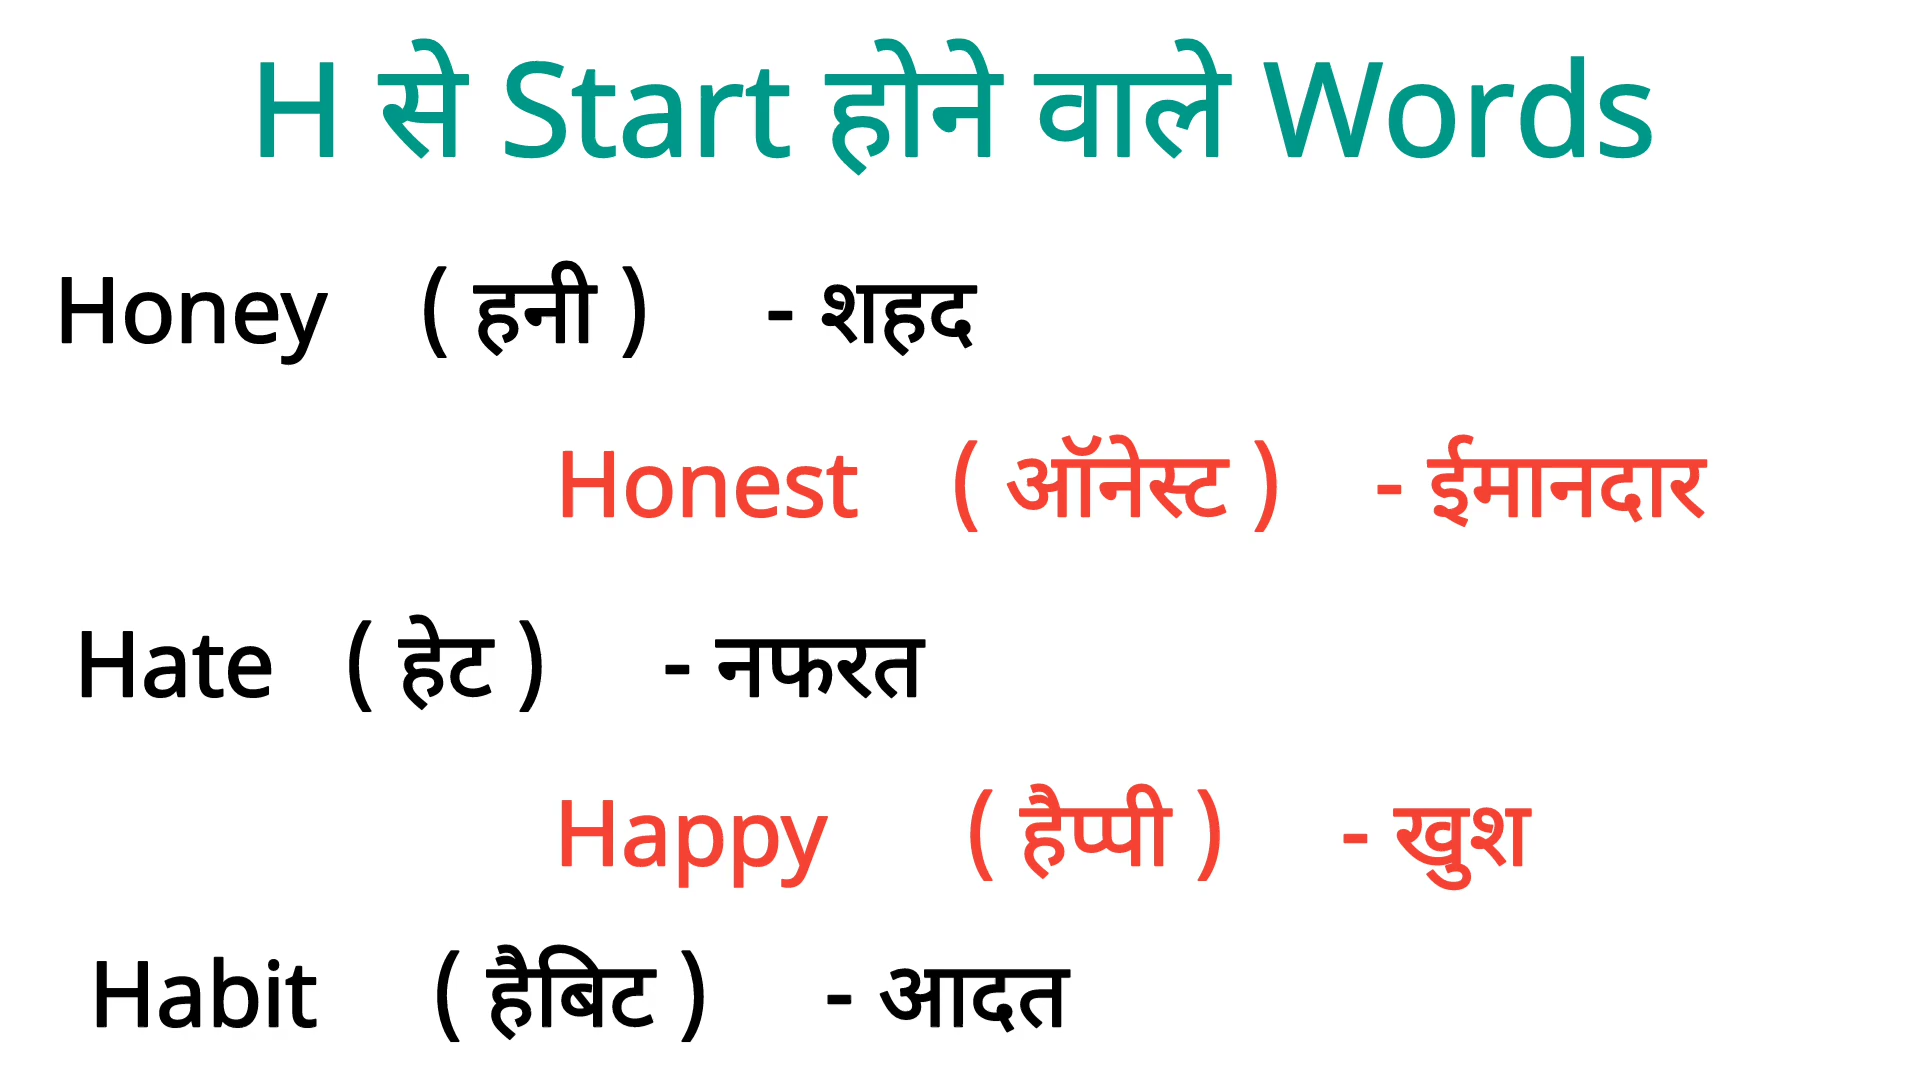 H से Start होने वाले Words
Honey ( हनी ) - शहद
Honest ( ऑनेस्ट ) - ईमानदार
Hate ( हेट ) - नफरत
Happy ( हैप्पी ) - खुश
Habit ( हैबिट ) - आदत